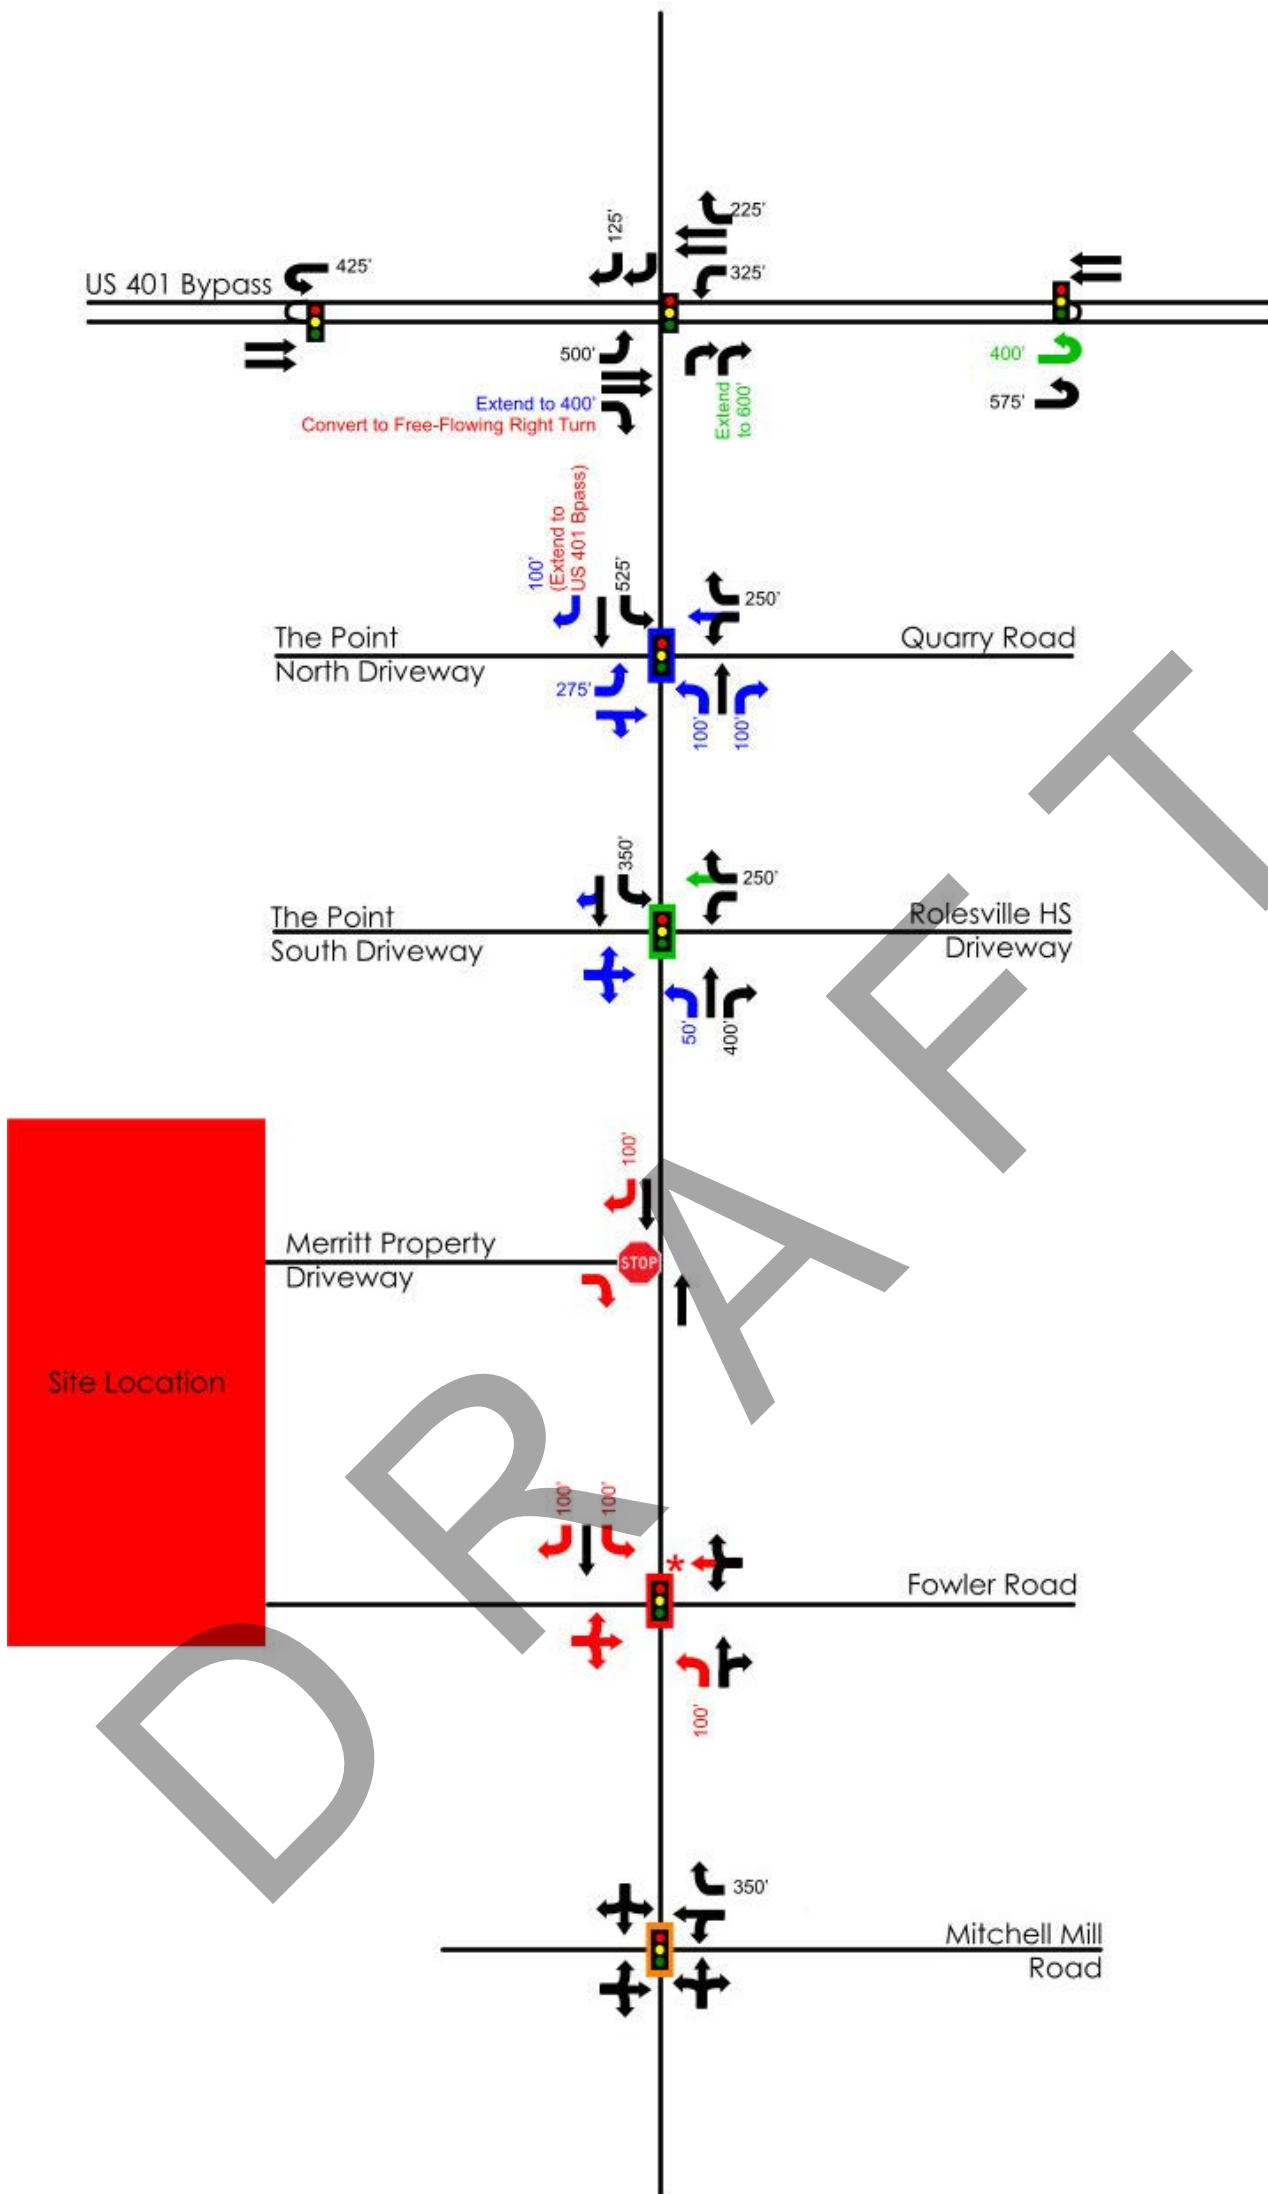 225'
125'
US 401 Bypass
425'
325'
500'
400'
Extend to 400'
575'
Convert to Free-Flowing Right Turn
Extend
to 600'
100'
(Extend to
US 401 Bpass)
525'
250'
The Point
North Driveway
Quarry Road
275'
100'
100'
350'
250'
The Point
South Driveway
Rolesville HS
Driveway
50'
400'
100'
Merritt Property
Driveway
STOP
Site Location
100'
100'
*
Fowler Road
100'
350'
Mitchell Mill
Road
DRAFT